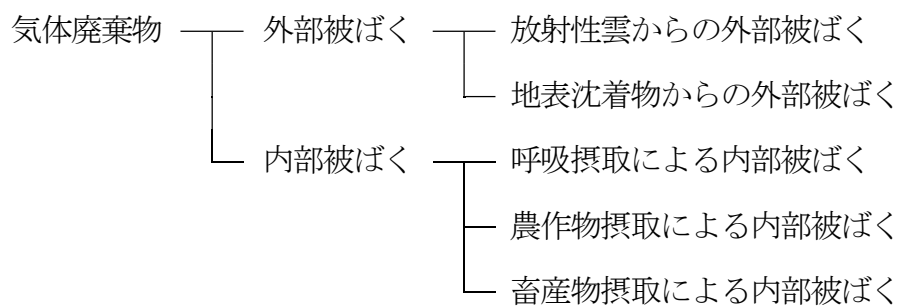 気体廃棄物 外部被ばく 放射性雲からの外部被ばく
地表沈着物からの外部被ばく
内部被ばく 呼吸摂取による内部被ばく
農作物摂取による内部被ばく
畜産物摂取による内部被ばく